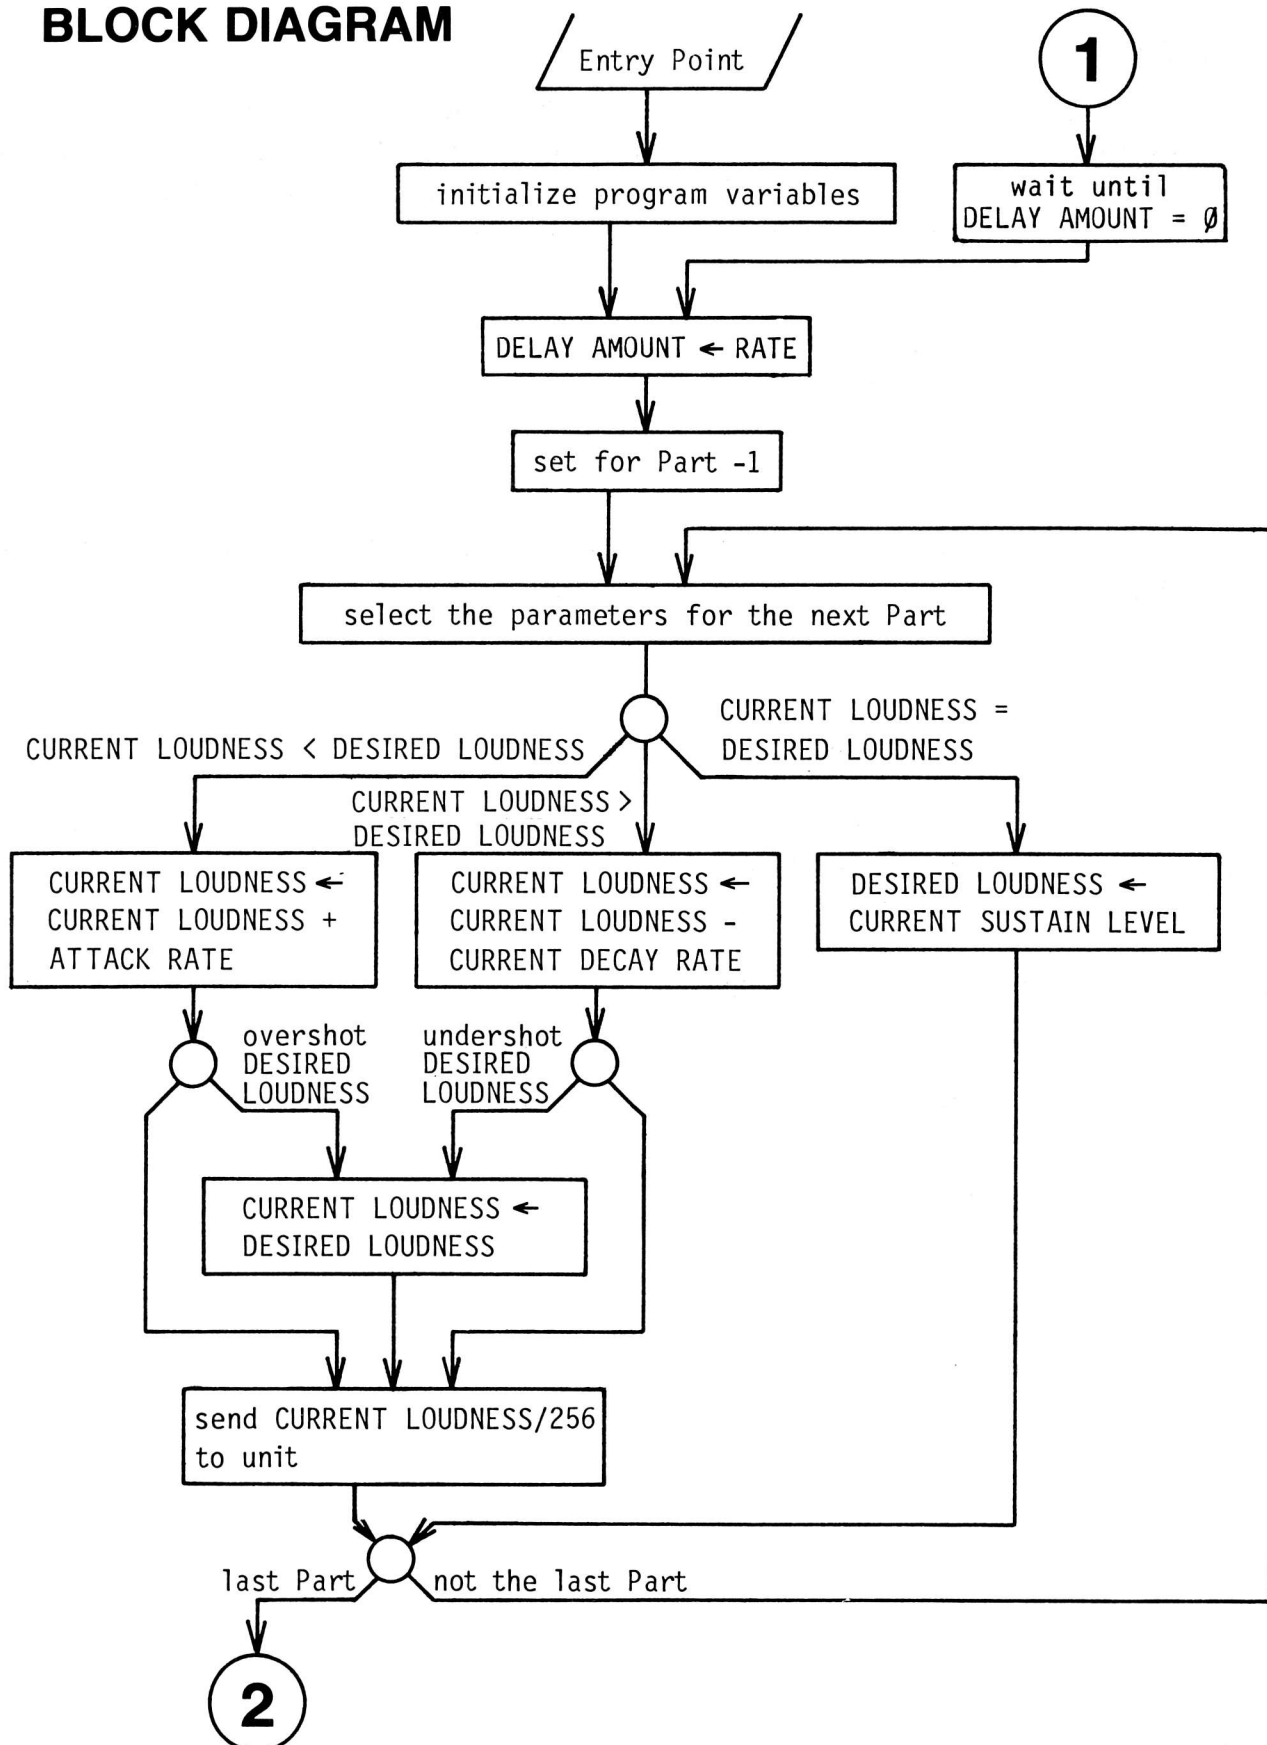 BLOCK DIAGRAM
Entry Point
1
initialize program variables
wait until
DELAY AMOUNT = Ø
DELAY AMOUNT ← RATE
set for Part -1
select the parameters for the next Part
CURRENT LOUDNESS =
DESIRED LOUDNESS
CURRENT LOUDNESS < DESIRED LOUDNESS
CURRENT LOUDNESS >
DESIRED LOUDNESS
CURRENT LOUDNESS ←
CURRENT LOUDNESS +
ATTACK RATE
CURRENT LOUDNESS ←
CURRENT LOUDNESS -
CURRENT DECAY RATE
DESIRED LOUDNESS ←
CURRENT SUSTAIN LEVEL
overshot
DESIRED
LOUDNESS
undershot
DESIRED
LOUDNESS
CURRENT LOUDNESS ←
DESIRED LOUDNESS
send CURRENT LOUDNESS/256
to unit
last Part
not the last Part
2